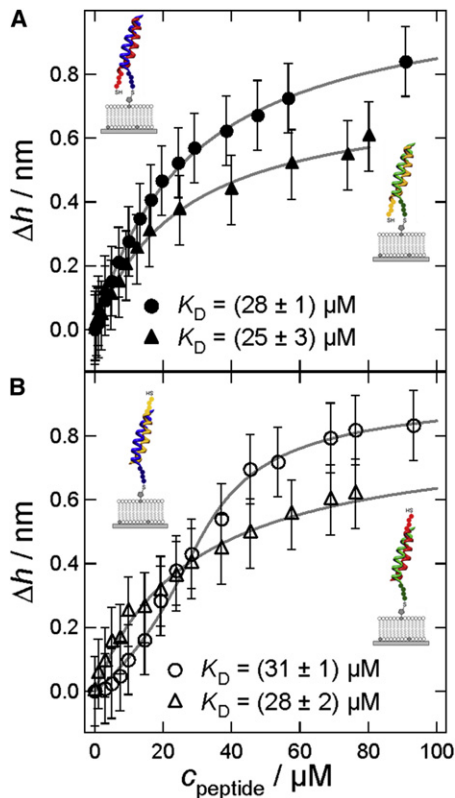 A
SH
S
0.8
0.6
0.4
0.2
0.0
Δh / nm
S
SH
K_D = (28 ± 1) μM
K_D = (25 ± 3) μM
B
HS
S
0.8
0.6
0.4
0.2
0.0
Δh / nm
HS
S
K_D = (31 ± 1) μM
K_D = (28 ± 2) μM
0 20 40 60 80 100
c_peptide / μM